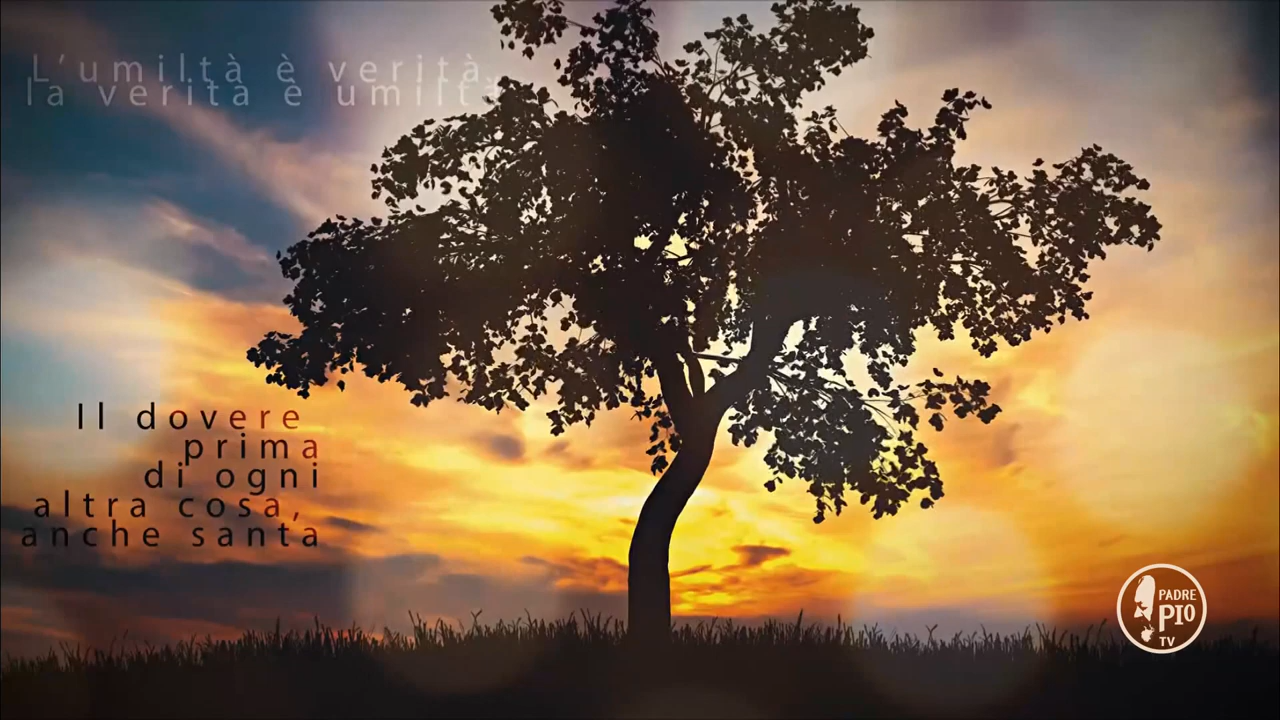 L'umiltà è verità,
la verità è umiltà
Il dovere
prima
di ogni
altra cosa,
anche santa
PADRE
PIO
TV